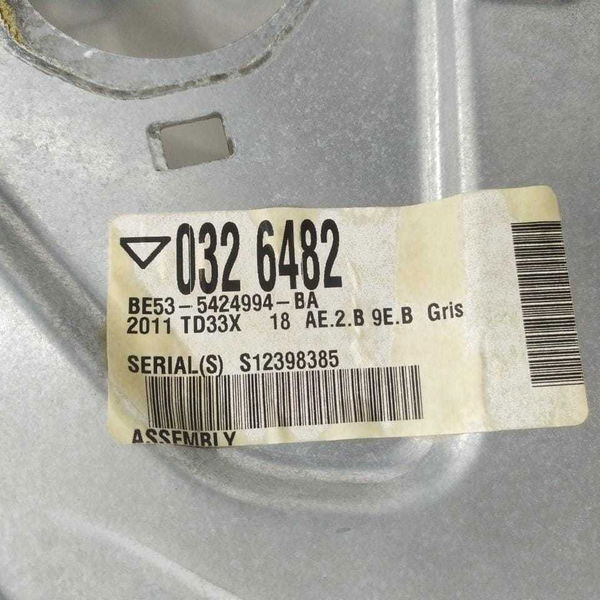 032 6482
BE53-5424994-BA
2011 TD33X 18 AE.2.B 9E.B Gris
SERIAL(S) S12398385
ASSEMBLY